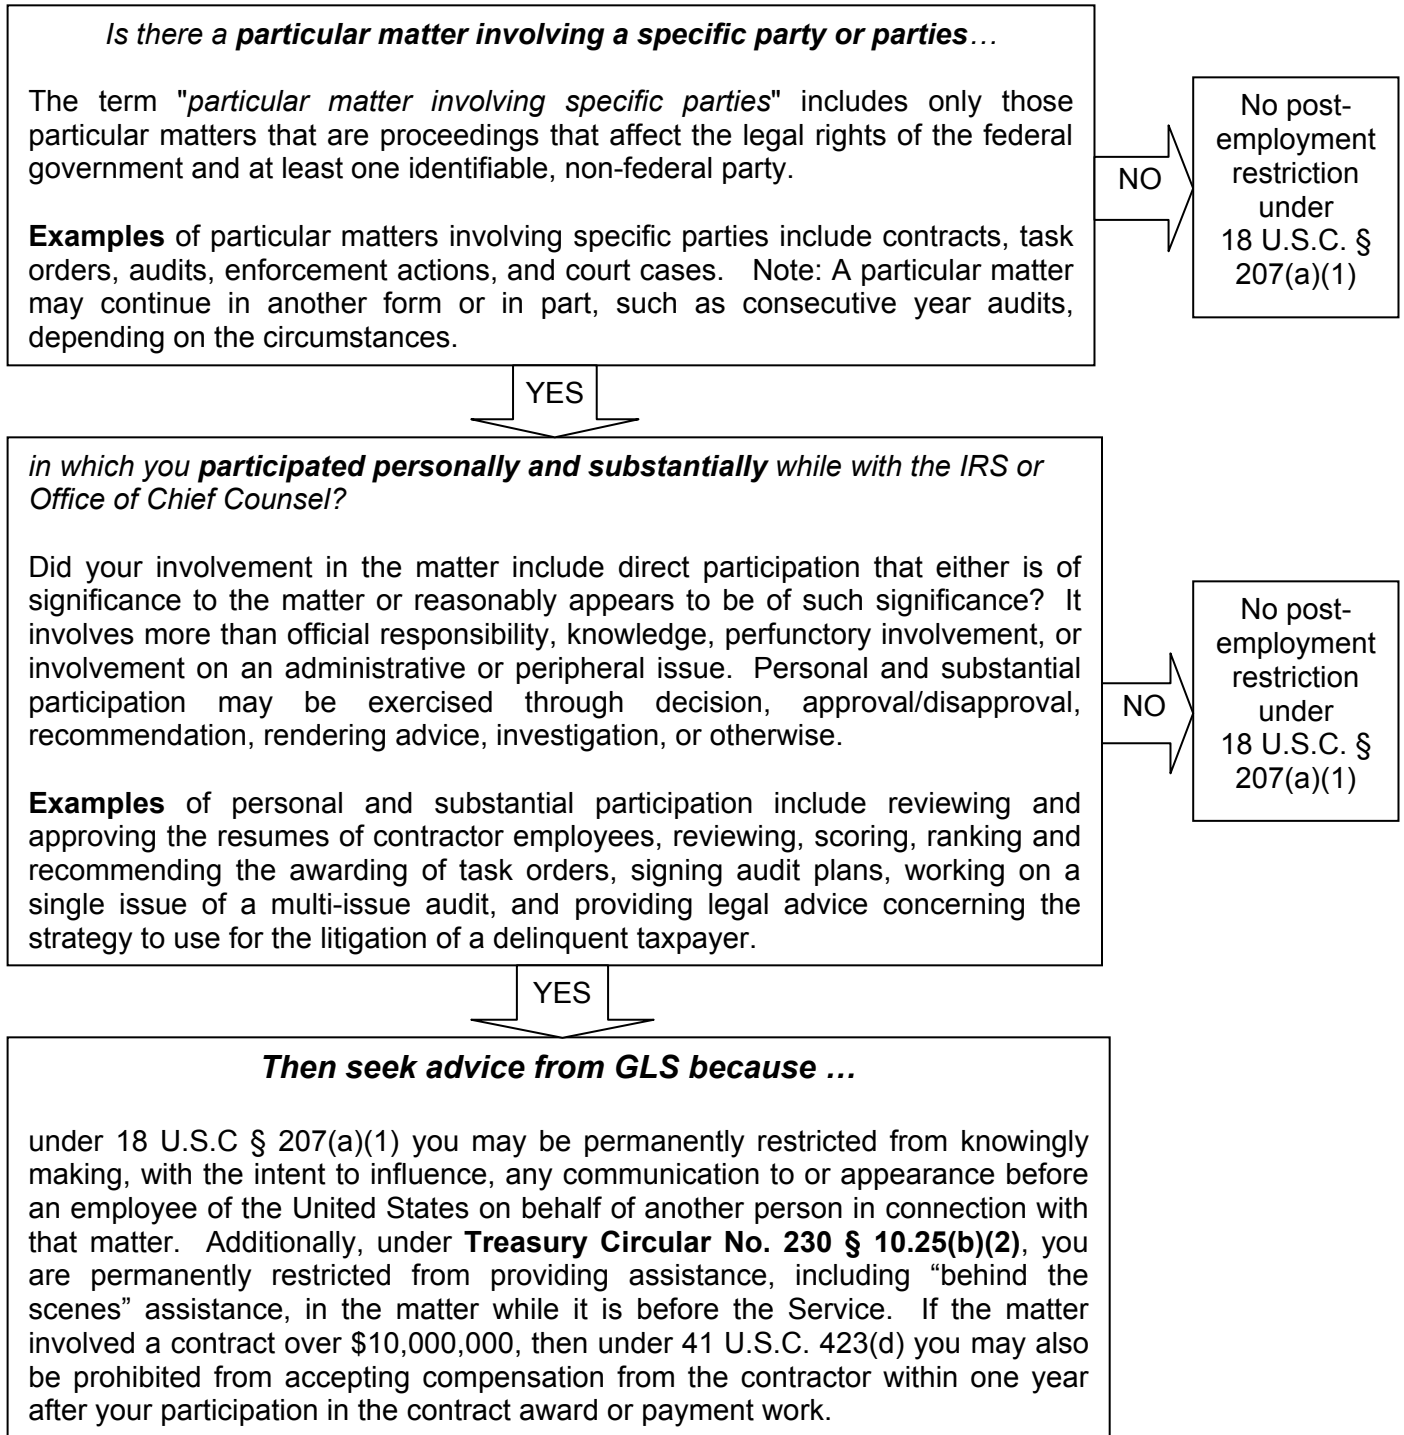 Is there a particular matter involving a specific party or parties…
The term "particular matter involving specific parties" includes only those
particular matters that are proceedings that affect the legal rights of the federal
government and at least one identifiable, non-federal party.
Examples of particular matters involving specific parties include contracts, task
orders, audits, enforcement actions, and court cases. Note: A particular matter
may continue in another form or in part, such as consecutive year audits,
depending on the circumstances.
NO
No post-
employment
restriction
under
18 U.S.C. §
207(a)(1)
YES
in which you participated personally and substantially while with the IRS or
Office of Chief Counsel?
Did your involvement in the matter include direct participation that either is of
significance to the matter or reasonably appears to be of such significance? It
involves more than official responsibility, knowledge, perfunctory involvement, or
involvement on an administrative or peripheral issue. Personal and substantial
participation may be exercised through decision, approval/disapproval,
recommendation, rendering advice, investigation, or otherwise.
Examples of personal and substantial participation include reviewing and
approving the resumes of contractor employees, reviewing, scoring, ranking and
recommending the awarding of task orders, signing audit plans, working on a
single issue of a multi-issue audit, and providing legal advice concerning the
strategy to use for the litigation of a delinquent taxpayer.
NO
No post-
employment
restriction
under
18 U.S.C. §
207(a)(1)
YES
Then seek advice from GLS because …
under 18 U.S.C § 207(a)(1) you may be permanently restricted from knowingly
making, with the intent to influence, any communication to or appearance before
an employee of the United States on behalf of another person in connection with
that matter. Additionally, under Treasury Circular No. 230 § 10.25(b)(2), you
are permanently restricted from providing assistance, including “behind the
scenes” assistance, in the matter while it is before the Service. If the matter
involved a contract over $10,000,000, then under 41 U.S.C. 423(d) you may also
be prohibited from accepting compensation from the contractor within one year
after your participation in the contract award or payment work.